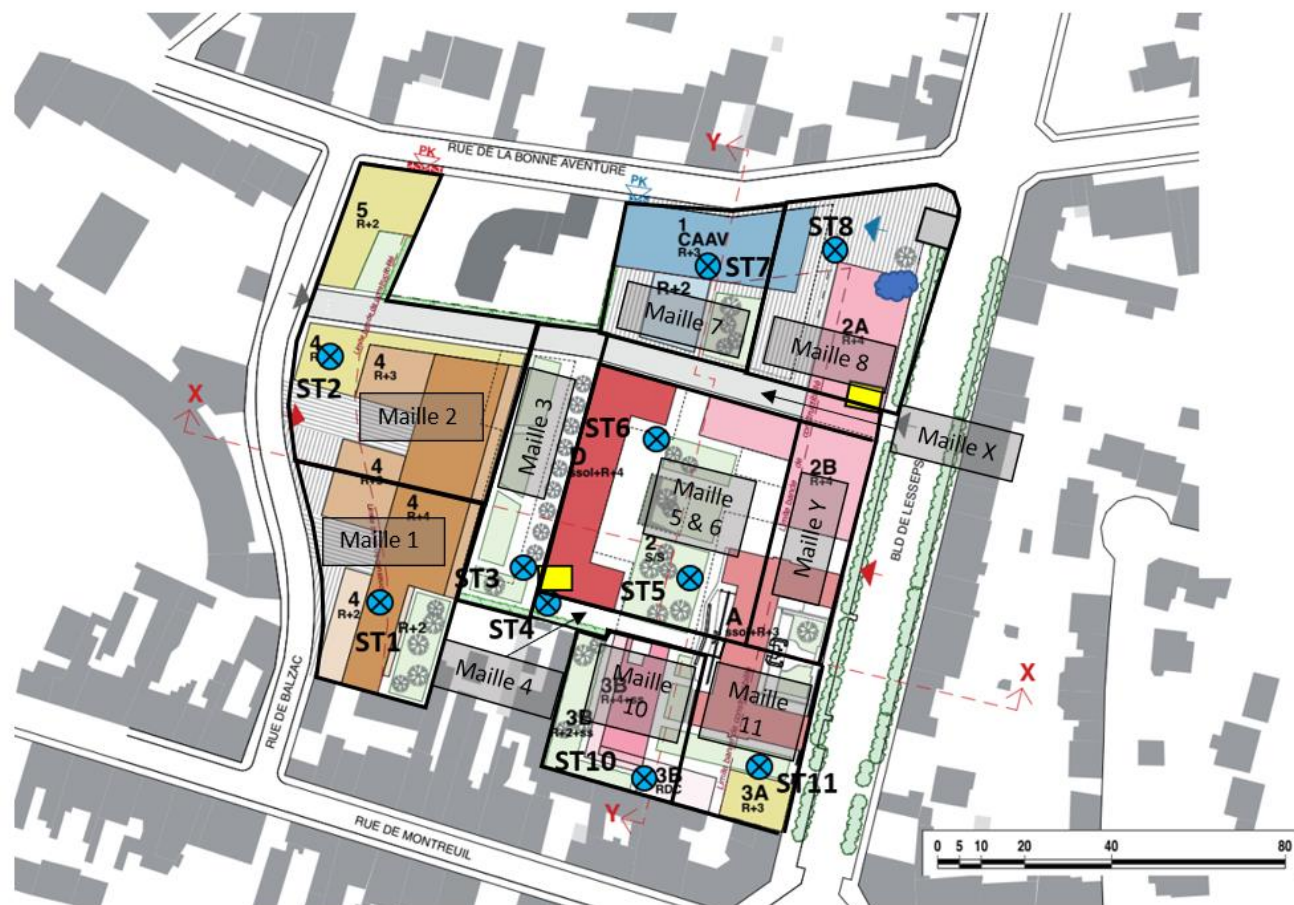 RUE DE LA BONNE AVENTURE
Y
PK
PK
5
R+2
1
CAAV
R+3
ST7
ST8
R+2
Maille 7
2A
R+4
Maille 8
4
ST2
4
R+3
X
Maille 2
Maille 3
ST6
D
ssol+R+4
Maille X
2B
R+4
BLD DE LESSEPS
Maille
5 & 6
Maille Y
4
4
R+4
Maille 1
2
s/s
ST3
ST5
4
R+2
ST1
R+2
ST4
A
ssol+R+3
X
Maille 4
3B
R+4+ss
Maille
10
Maille
11
3B
R+2+ss
ST10
3B
RDC
ST11
3A
R+3
Y
RUE DE BALZAC
RUE DE MONTREUIL
0 5 10 20 40 80